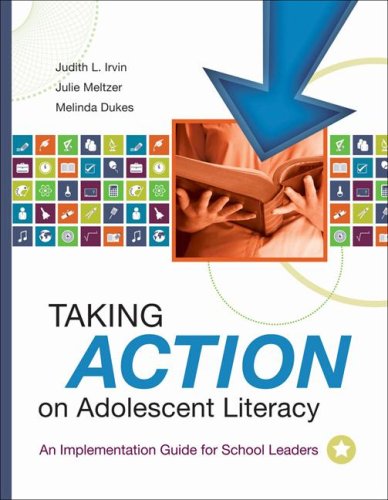 Judith L. Irvin
Julie Meltzer
Melinda Dukes
TAKING
ACTION
on Adolescent Literacy
An Implementation Guide for School Leaders